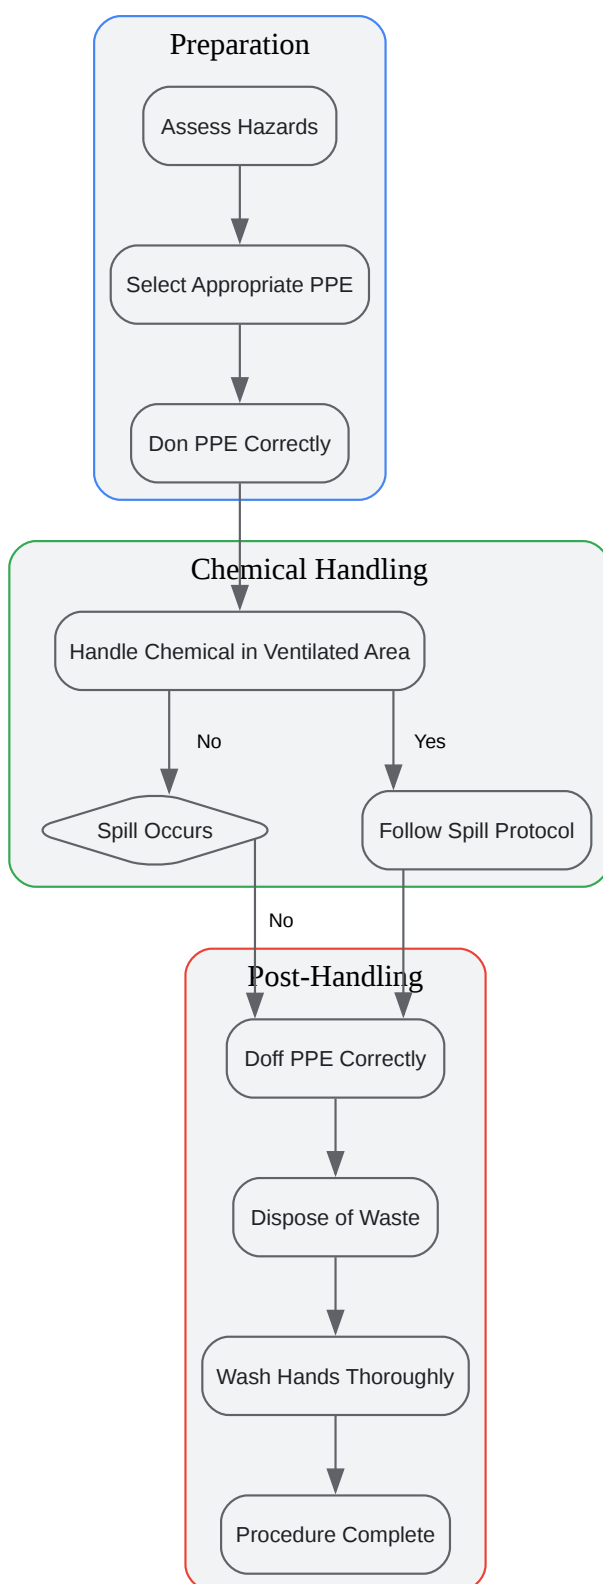 Preparation
Assess Hazards
Select Appropriate PPE
Don PPE Correctly
Chemical Handling
Handle Chemical in Ventilated Area
No
Yes
Spill Occurs
Follow Spill Protocol
No
Post-Handling
Doff PPE Correctly
Dispose of Waste
Wash Hands Thoroughly
Procedure Complete